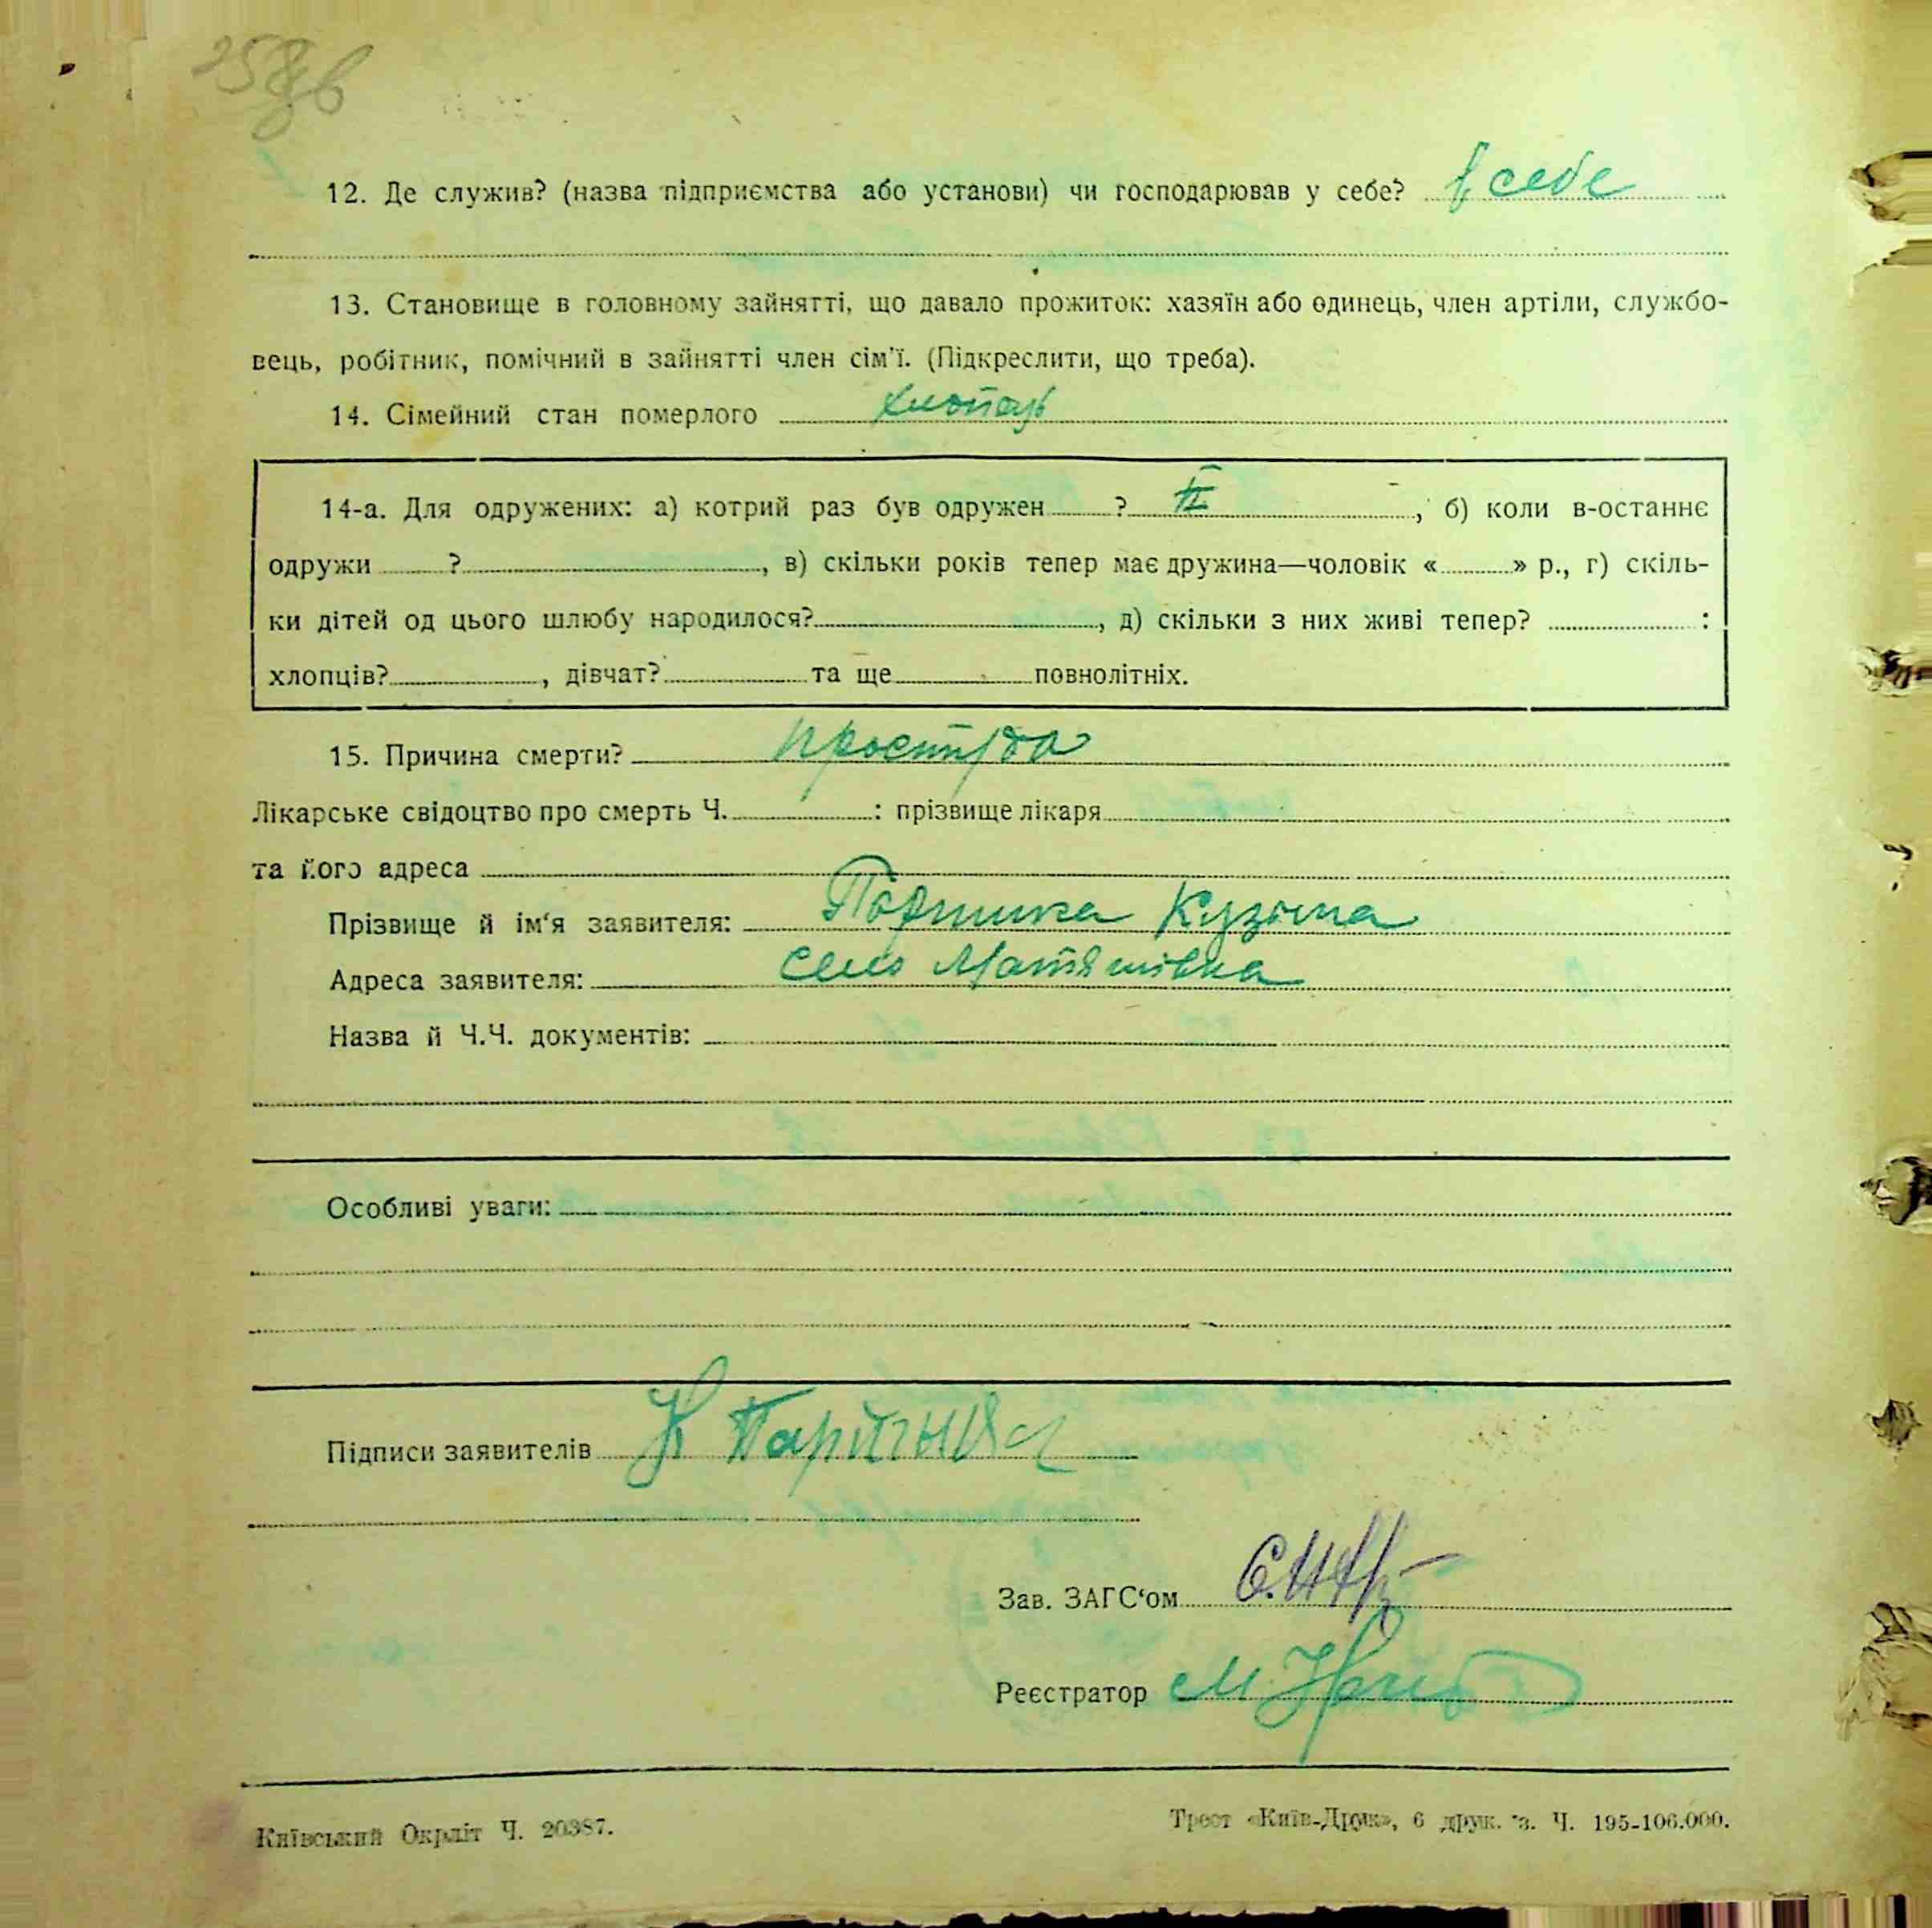 258зв
12. Де служив? (назва підприємства або установи) чи господарював у себе? в себе
13. Становище в головному зайнятті, що давало прожиток: хазяїн або одинець, член артіли, службо-
вець, робітник, помічний в зайнятті член сім'ї. (Підкреслити, що треба).
14. Сімейний стан померлого хлопець
14-а. Для одружених: а) котрий раз був одружен ? II, б) коли в-останнє
одружи ?, в) скільки років тепер має дружина—чоловік « » р., г) скіль-
ки дітей од цього шлюбу народилося?, д) скільки з них живі тепер? :
хлопців?, дівчат? та ще повнолітніх.
15. Причина смерти? простуда
Лікарське свідоцтво про смерть Ч. : прізвище лікаря
та його адреса
Прізвище й ім'я заявителя: Кузьма
Адреса заявителя: село Матяшівка
Назва й Ч.Ч. документів:
Особливі уваги:
Підписи заявителів К
Зав. ЗАГС'ом
Реєстратор М.
Київський Окрліт Ч. 20387.
Трест «Київ-Друк», 6 друк. з. Ч. 195-106.000.